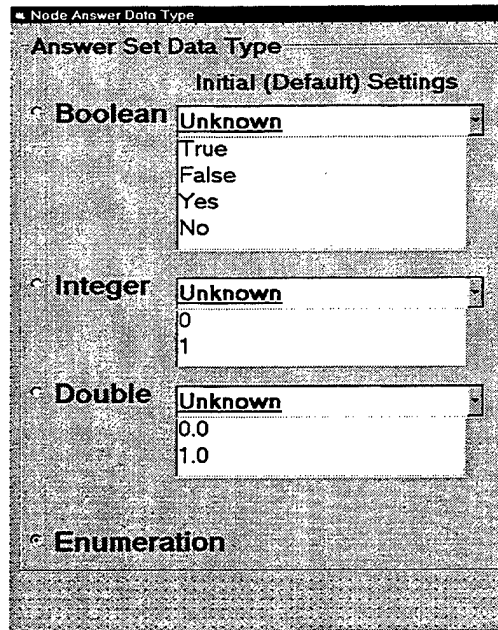 Node Answer Data Type
Answer Set Data Type
Initial (Default) Settings
Boolean Unknown
True
False
Yes
No
Integer Unknown
0
1
Double Unknown
0.0
1.0
Enumeration